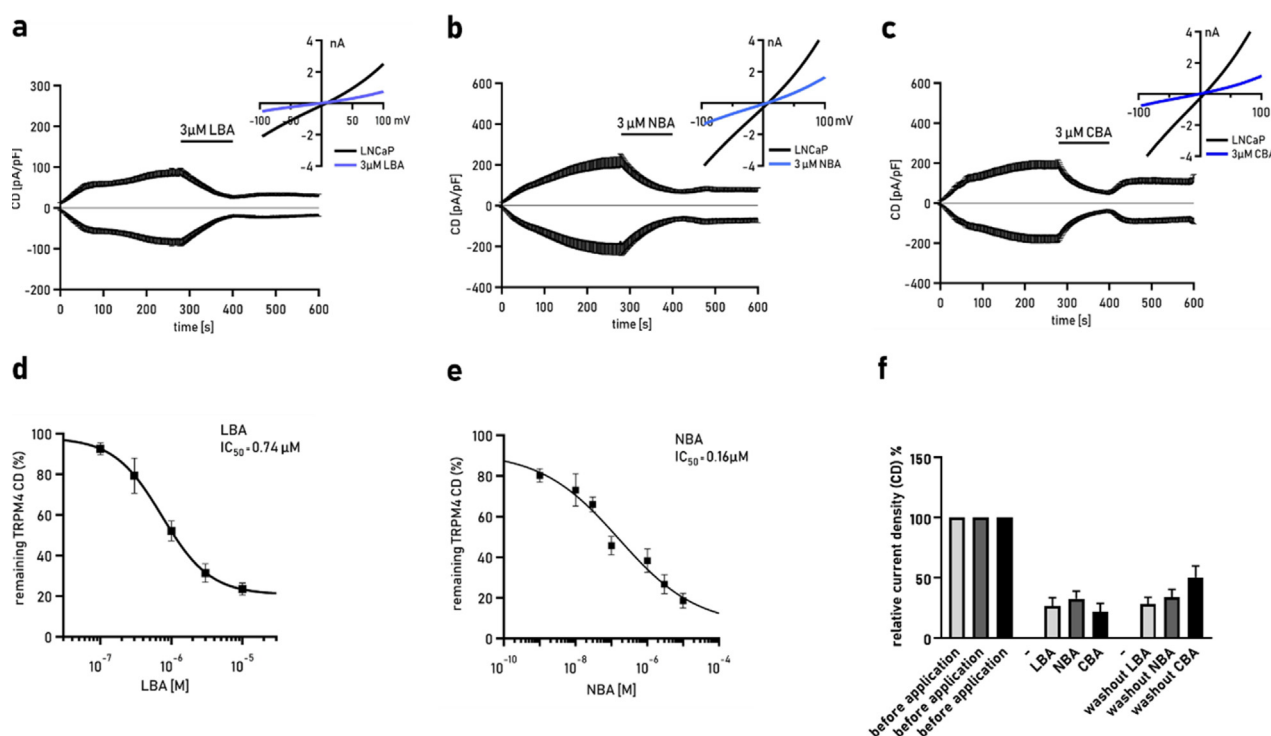 a
CD [pA/pF]
300
200
100
0
-100
-200
0 100 200 300 400 500 600
time [s]
3µM LBA
4
nA
2
-100 -50 50 100 mV
-2
-4
LNCaP
3µM LBA
b
CD [pA/pF]
600
400
200
0
-200
-400
0 100 200 300 400 500 600
time [s]
3 µM NBA
4
nA
2
-100 100 mV
-2
-4
LNCaP
3 µM NBA
c
CD [pA/pF]
600
400
200
0
-200
-400
0 100 200 300 400 500 600
time [s]
3 µM CBA
4
nA
2
-100 100
-2
-4
LNCaP
3µM CBA
d
remaining TRPM4 CD (%)
100
80
60
40
20
0
10-7 10-6 10-5
LBA [M]
LBA
IC50 = 0.74 µM
e
remaining TRPM4 CD (%)
100
80
60
40
20
0
10-10 10-8 10-6 10-4
NBA [M]
NBA
IC50 = 0.16µM
f
relative current density (CD) %
150
100
50
0
before application
before application
before application
-
LBA
NBA
CBA
-
washout LBA
washout NBA
washout CBA